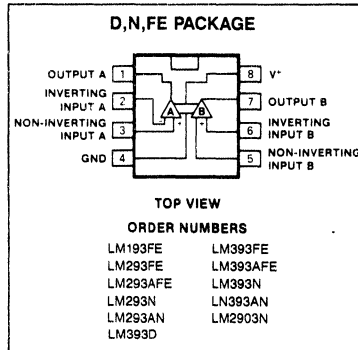 D,N,FE PACKAGE
OUTPUT A 1
8 V+
INVERTING INPUT A 2
7 OUTPUT B
NON-INVERTING INPUT A 3
6 INVERTING INPUT B
GND 4
5 NON-INVERTING INPUT B
A B
- + + -
TOP VIEW
ORDER NUMBERS
LM193FE LM393FE
LM293FE LM393AFE
LM293AFE LM393N
LM293N LN393AN
LM293AN LM2903N
LM393D